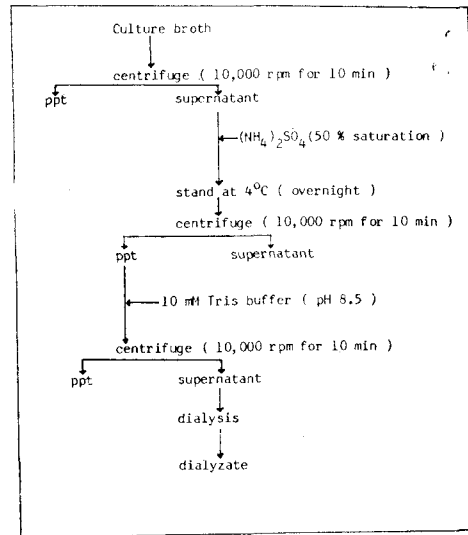 Culture broth
centrifuge ( 10,000 rpm for 10 min )
ppt supernatant
(NH4)2SO4(50 % saturation )
stand at 4°C ( overnight )
centrifuge ( 10,000 rpm for 10 min )
ppt supernatant
10 mM Tris buffer ( pH 8.5 )
centrifuge ( 10,000 rpm for 10 min )
ppt supernatant
dialysis
dialyzate